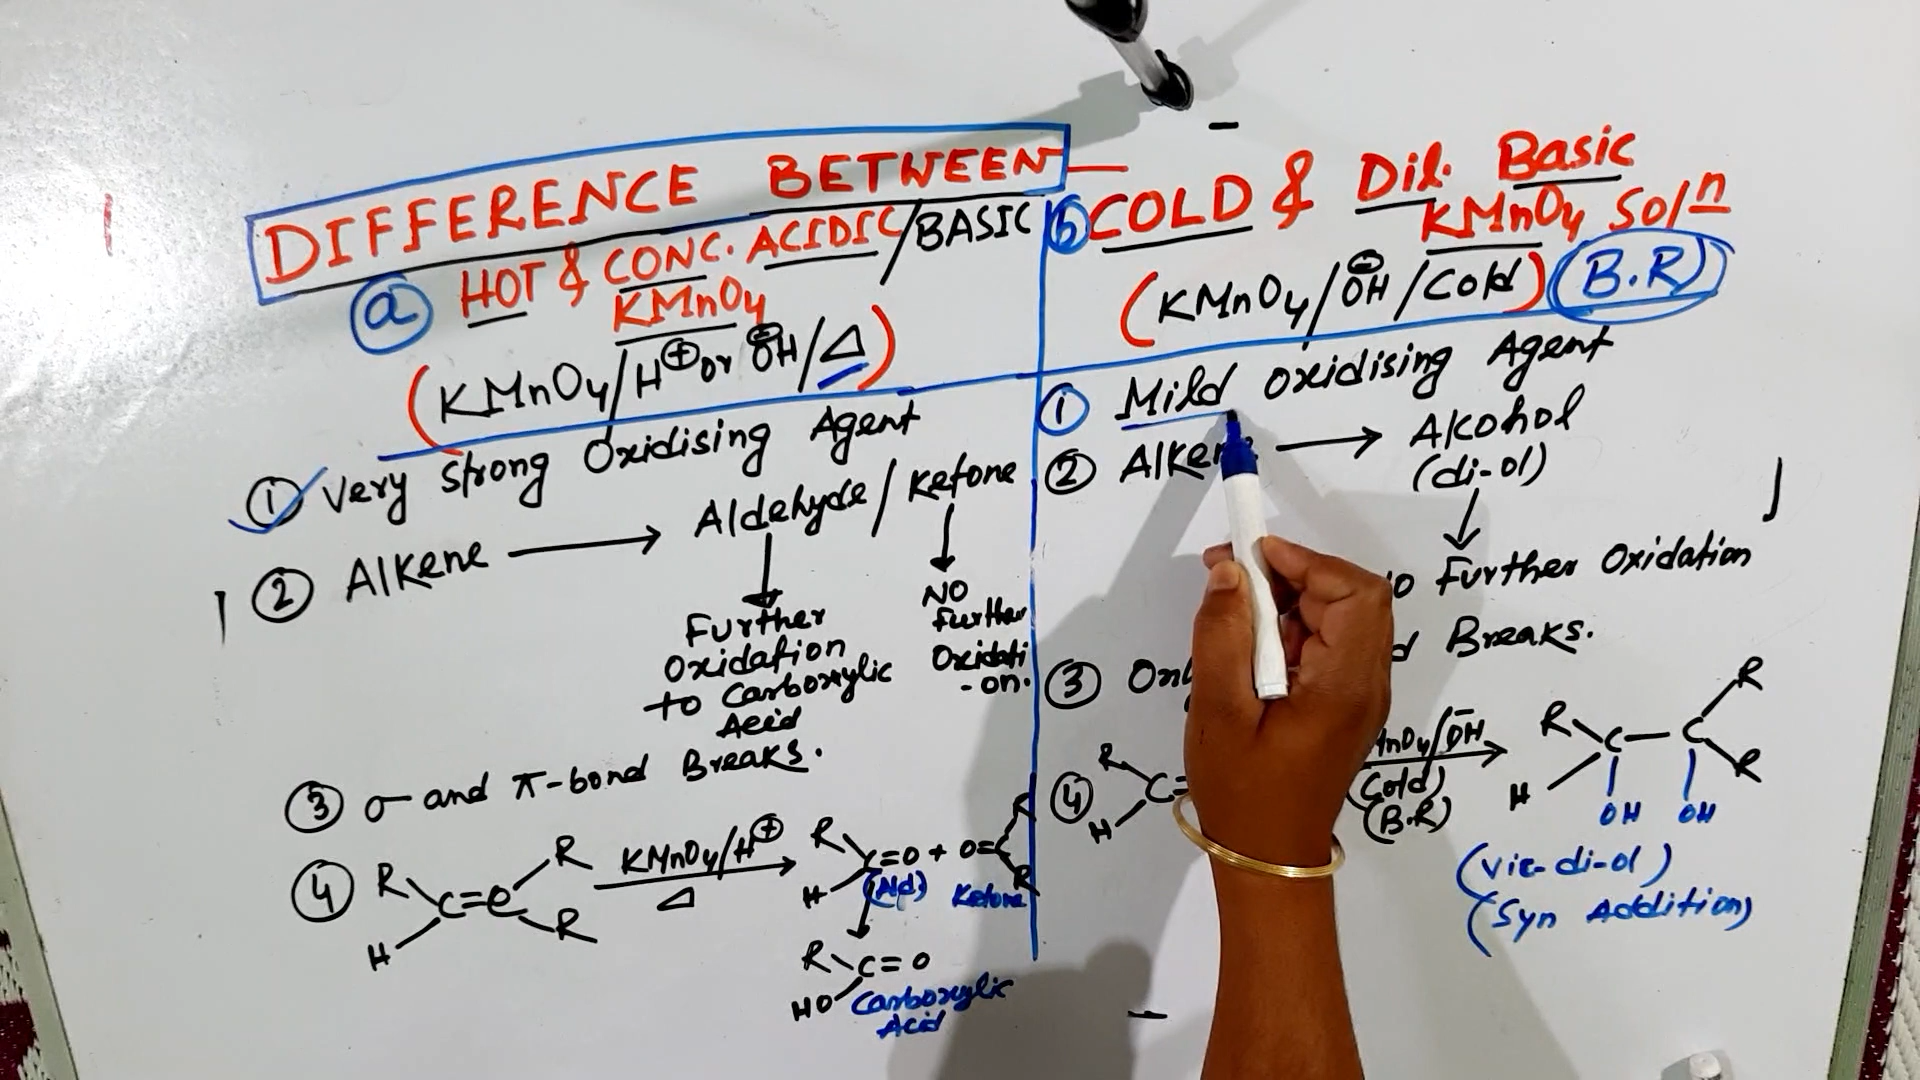 DIFFERENCE BETWEEN —
ⓐ HOT & CONC. ACIDIC/BASIC
KMnO₄
(KMnO₄/H⊕ or ŌH/△)
① Very Strong Oxidising Agent
② Alkene → Aldehyde/Ketone
Further
Oxidation
to Carboxylic
Acid
NO
Further
Oxidati
-on.
③ σ- and π-bond Breaks.
④ R
H
C=C
R
R
KMnO₄/H⊕
△
R
H
C=O + O=C
R
R
(Ald)
Ketone
R
HO
C=O
Carboxylic
Acid
ⓑ COLD & Dil. Basic
KMnO₄ Solⁿ
(KMnO₄/ŌH/Cold) (B.R)
① Mild oxidising Agent
② → Alcohol
(di-ol)
Further Oxidation
③ Breaks.
④ R
H
C=
/ŌH
(Cold)
(B.R)
R
H
C—C
R
R
OH OH
(vic-di-ol)
(Syn Addition)